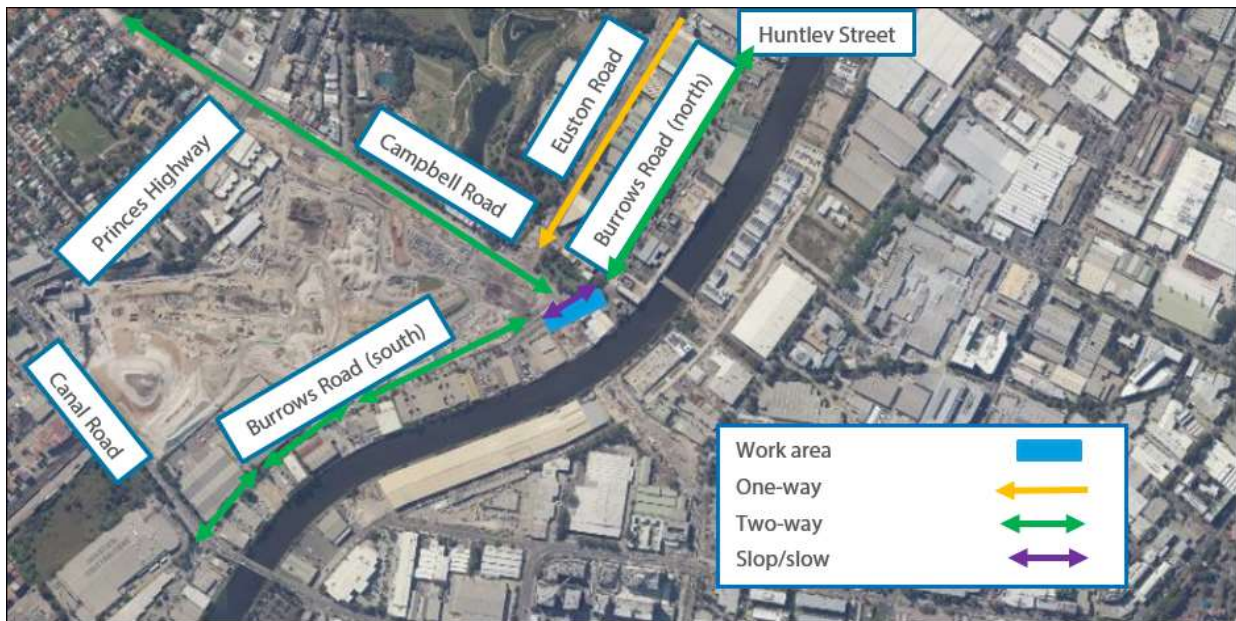 Huntley Street
Euston Road
Burrows Road (north)
Campbell Road
Princes Highway
Burrows Road (south)
Canal Road
Work area
One-way
Two-way
Slop/slow